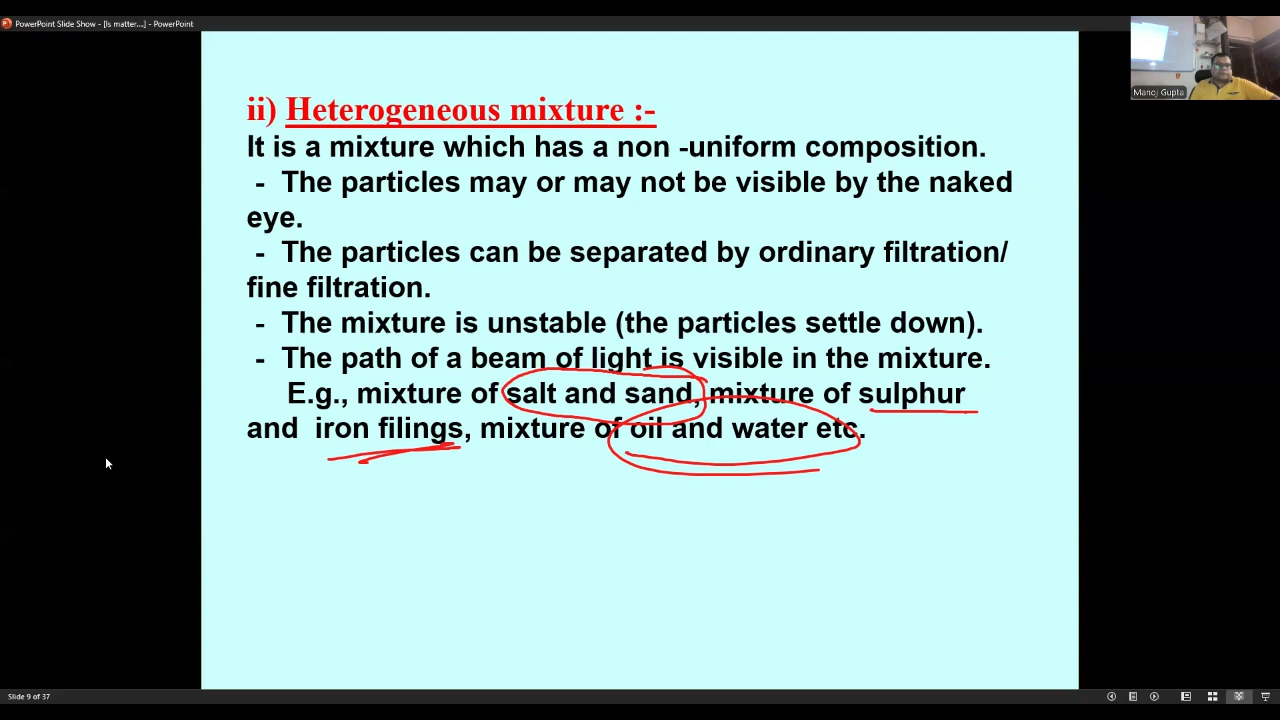 PowerPoint Slide Show - [Is matter...] - PowerPoint
Manoj Gupta
ii) Heterogeneous mixture :-
It is a mixture which has a non -uniform composition.
- The particles may or may not be visible by the naked
eye.
- The particles can be separated by ordinary filtration/
fine filtration.
- The mixture is unstable (the particles settle down).
- The path of a beam of light is visible in the mixture.
E.g., mixture of salt and sand, mixture of sulphur
and iron filings, mixture of oil and water etc.
Slide 9 of 37